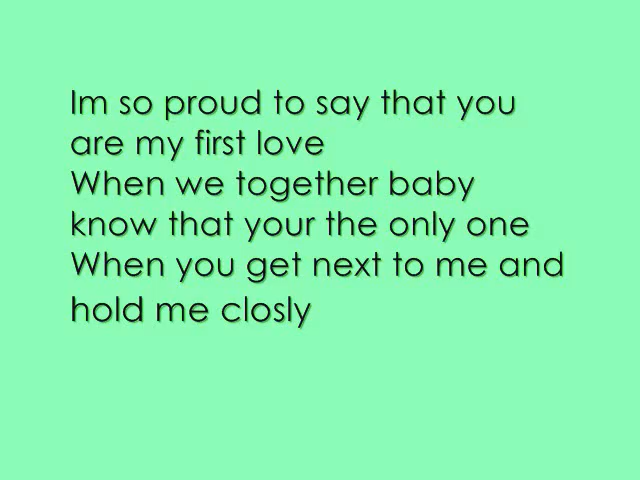 Im so proud to say that you
are my first love
When we together baby
know that your the only one
When you get next to me and
hold me closly